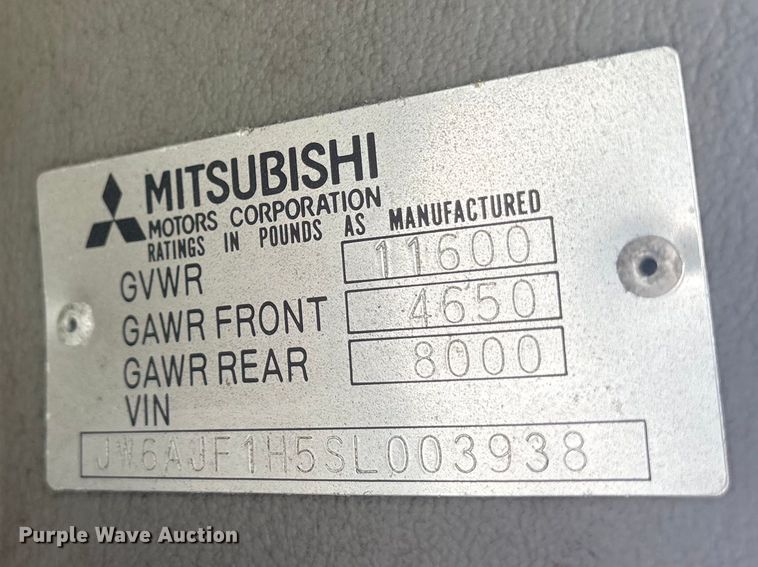 MITSUBISHI
MOTORS CORPORATION
RATINGS IN POUNDS AS MANUFACTURED
GVWR 11600
GAWR FRONT 4650
GAWR REAR 8000
VIN
JW6AJF1H5SL003938
Purple Wave Auction